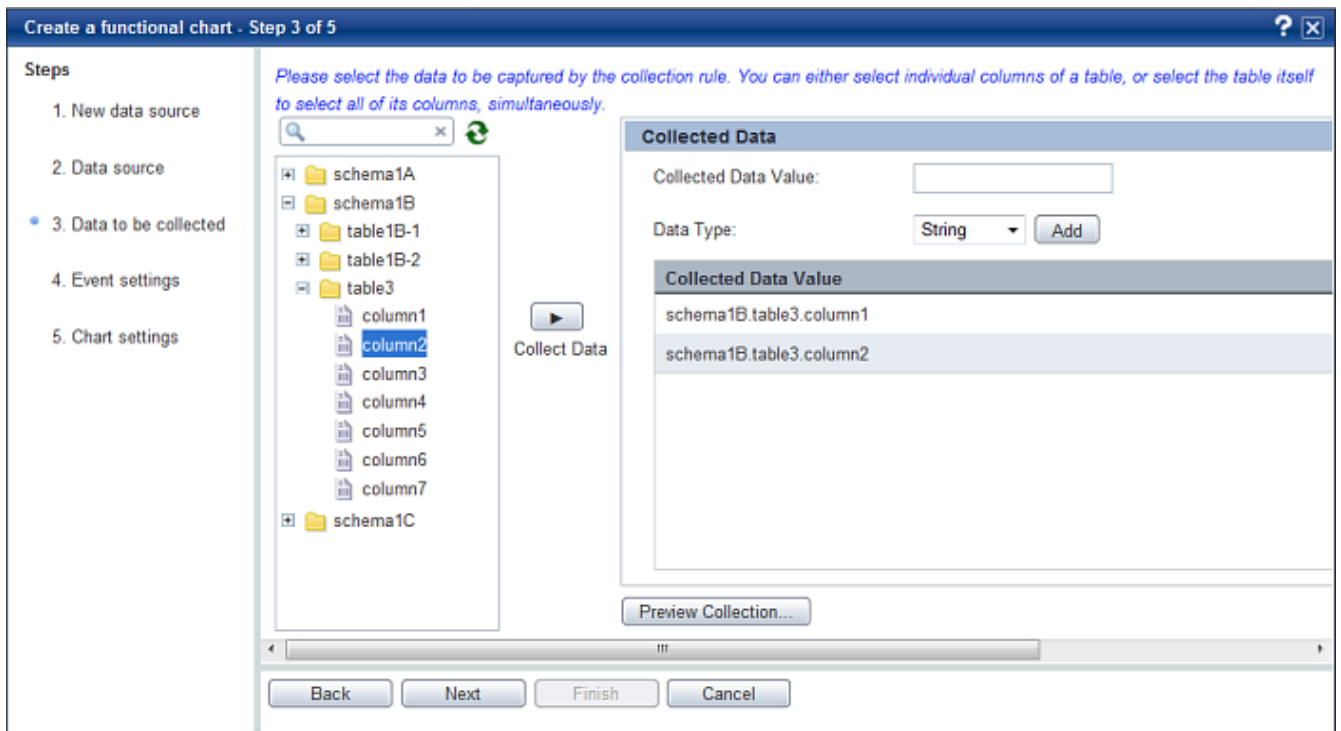 Create a functional chart - Step 3 of 5
Steps
1. New data source
2. Data source
3. Data to be collected
4. Event settings
5. Chart settings
Please select the data to be captured by the collection rule. You can either select individual columns of a table, or select the table itself
to select all of its columns, simultaneously.
schema1A
schema1B
table1B-1
table1B-2
table3
column1
column2
column3
column4
column5
column6
column7
schema1C
Collect Data
Collected Data
Collected Data Value:
Data Type:
String
Add
Collected Data Value
schema1B.table3.column1
schema1B.table3.column2
Preview Collection...
Back
Next
Finish
Cancel